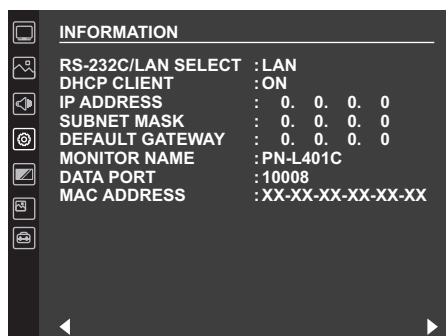 INFORMATION
RS-232C/LAN SELECT : LAN
DHCP CLIENT : ON
IP ADDRESS : 0. 0. 0. 0
SUBNET MASK : 0. 0. 0. 0
DEFAULT GATEWAY : 0. 0. 0. 0
MONITOR NAME : PN-L401C
DATA PORT : 10008
MAC ADDRESS : XX-XX-XX-XX-XX-XX